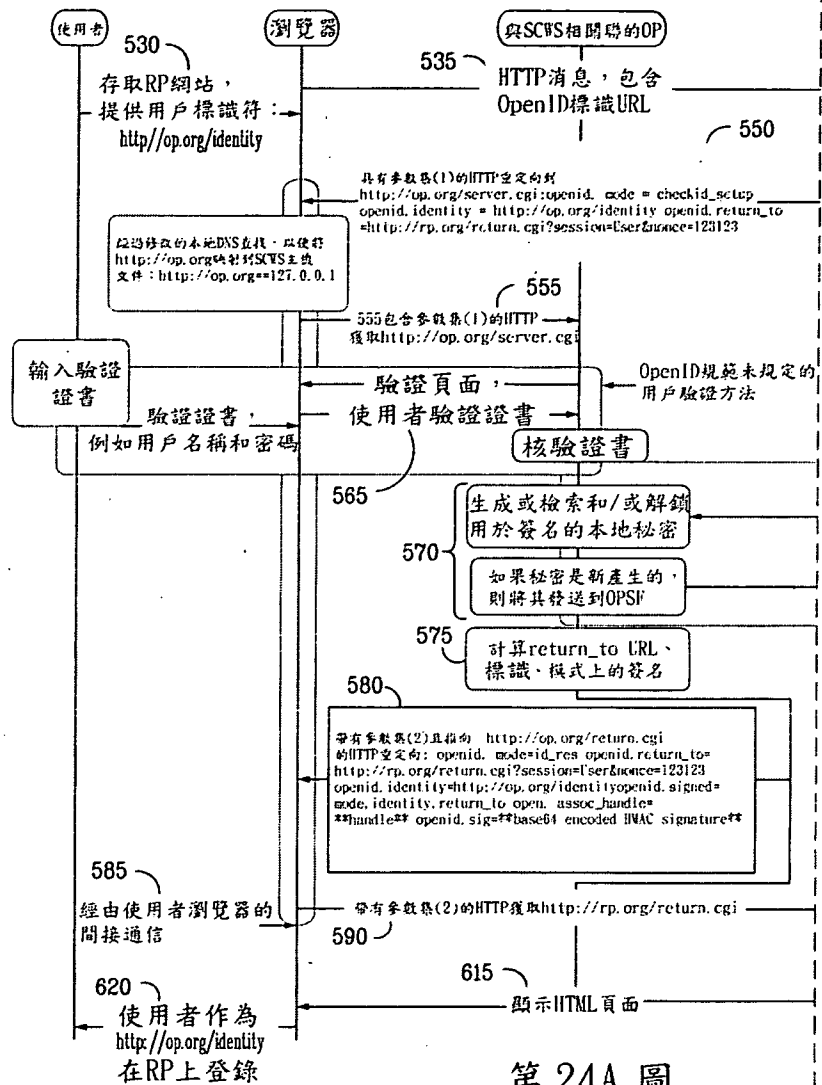 使用者
瀏覽器
與SCWS相關聯的OP
530
存取RP網站，
提供用戶標識符：
http//op.org/identity
535
HTTP消息，包含
OpenID標識URL
550
具有參數集(1)的HTTP重定向到
http://op.org/server.cgi:openid. mode = checkid_setup
openid.identity = http://op.org/identity openid.return_to
=http://rp.org/return.cgi?session=User&nonce=123123
經過修改的本地DNS查找，以便將
http://op.org映射到SCWS主機
文件：http://op.org==127.0.0.1
555
555包含參數集(1)的HTTP
獲取http://op.org/server.cgi
輸入驗證
證書
驗證頁面，
OpenID規範未規定的
用戶驗證方法
驗證證書，
例如用戶名稱和密碼
使用者驗證證書
565
核驗證書
570
生成或檢索和/或解鎖
用於簽名的本地秘密
如果秘密是新產生的，
則將其發送到OPSF
575
計算return_to URL、
標識、模式上的簽名
580
帶有參數集(2)且指向 http://op.org/return.cgi
的HTTP重定向: openid. mode=id_res openid.return_to=
http://rp.org/return.cgi?session=User&nonce=123123
openid.identity=http://op.org/identityopenid.signed=
mode,identity,return_to open. assoc_handle=
**handle** openid.sig=**base64 encoded HMAC signature**
585
經由使用者瀏覽器的
間接通信
帶有參數集(2)的HTTP獲取http://rp.org/return.cgi
590
615
顯示HTML頁面
620
使用者作為
http://op.org/identity
在RP上登錄
第 24A 圖